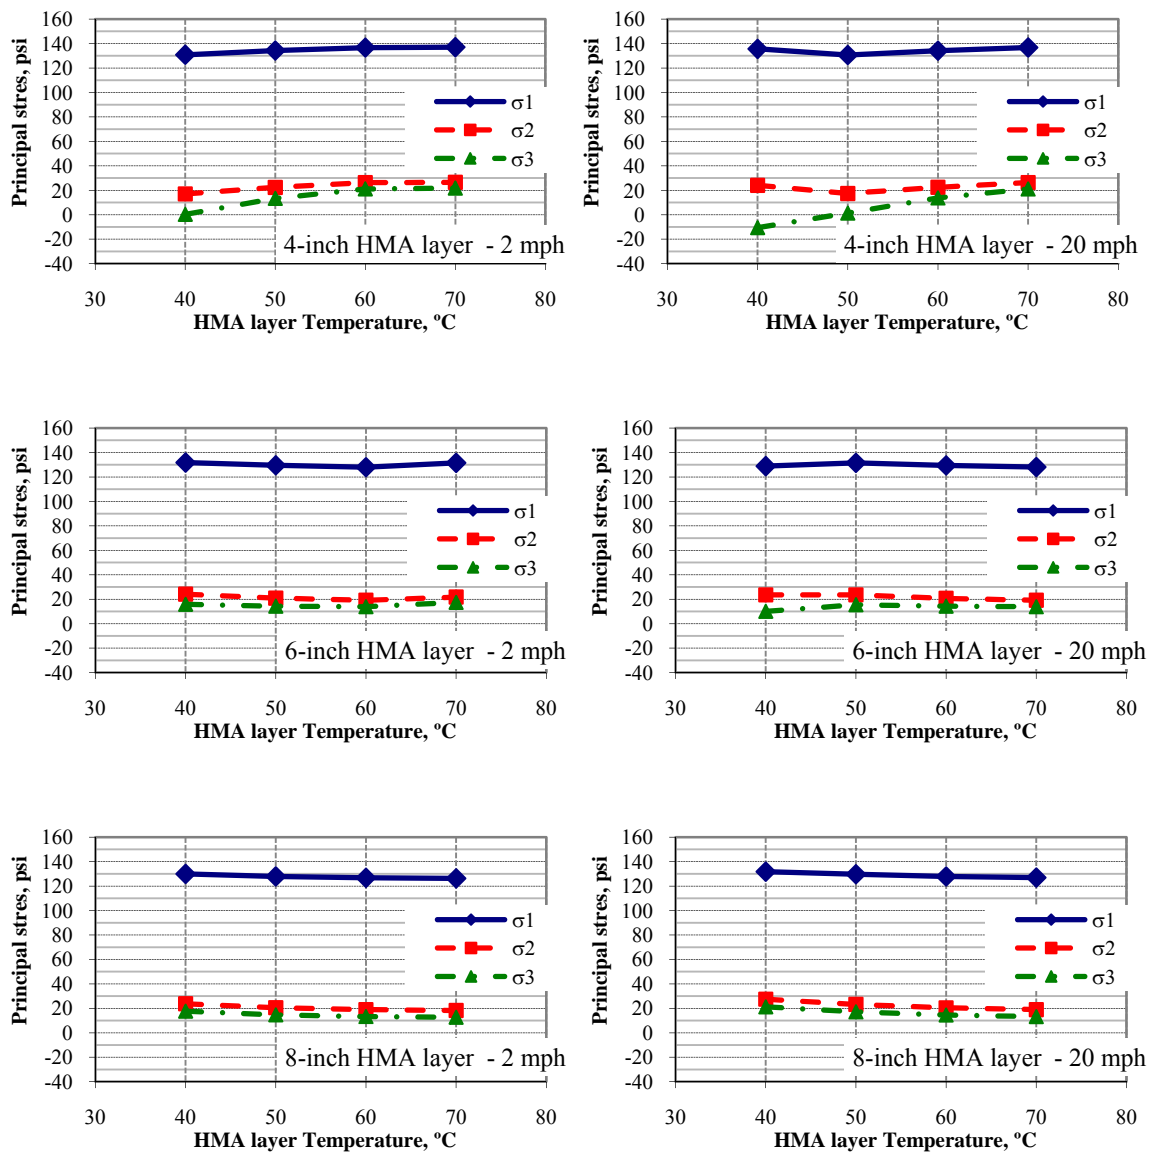 Principal stres, psi
160
140
120
100
80
60
40
20
0
-20
-40
σ1
σ2
σ3
4-inch HMA layer - 2 mph
30 40 50 60 70 80
HMA layer Temperature, ºC
Principal stres, psi
160
140
120
100
80
60
40
20
0
-20
-40
σ1
σ2
σ3
4-inch HMA layer - 20 mph
30 40 50 60 70 80
HMA layer Temperature, ºC
Principal stres, psi
160
140
120
100
80
60
40
20
0
-20
-40
σ1
σ2
σ3
6-inch HMA layer - 2 mph
30 40 50 60 70 80
HMA layer Temperature, ºC
Principal stres, psi
160
140
120
100
80
60
40
20
0
-20
-40
σ1
σ2
σ3
6-inch HMA layer - 20 mph
30 40 50 60 70 80
HMA layer Temperature, ºC
Principal stres, psi
160
140
120
100
80
60
40
20
0
-20
-40
σ1
σ2
σ3
8-inch HMA layer - 2 mph
30 40 50 60 70 80
HMA layer Temperature, ºC
Principal stres, psi
160
140
120
100
80
60
40
20
0
-20
-40
σ1
σ2
σ3
8-inch HMA layer - 20 mph
30 40 50 60 70 80
HMA layer Temperature, ºC